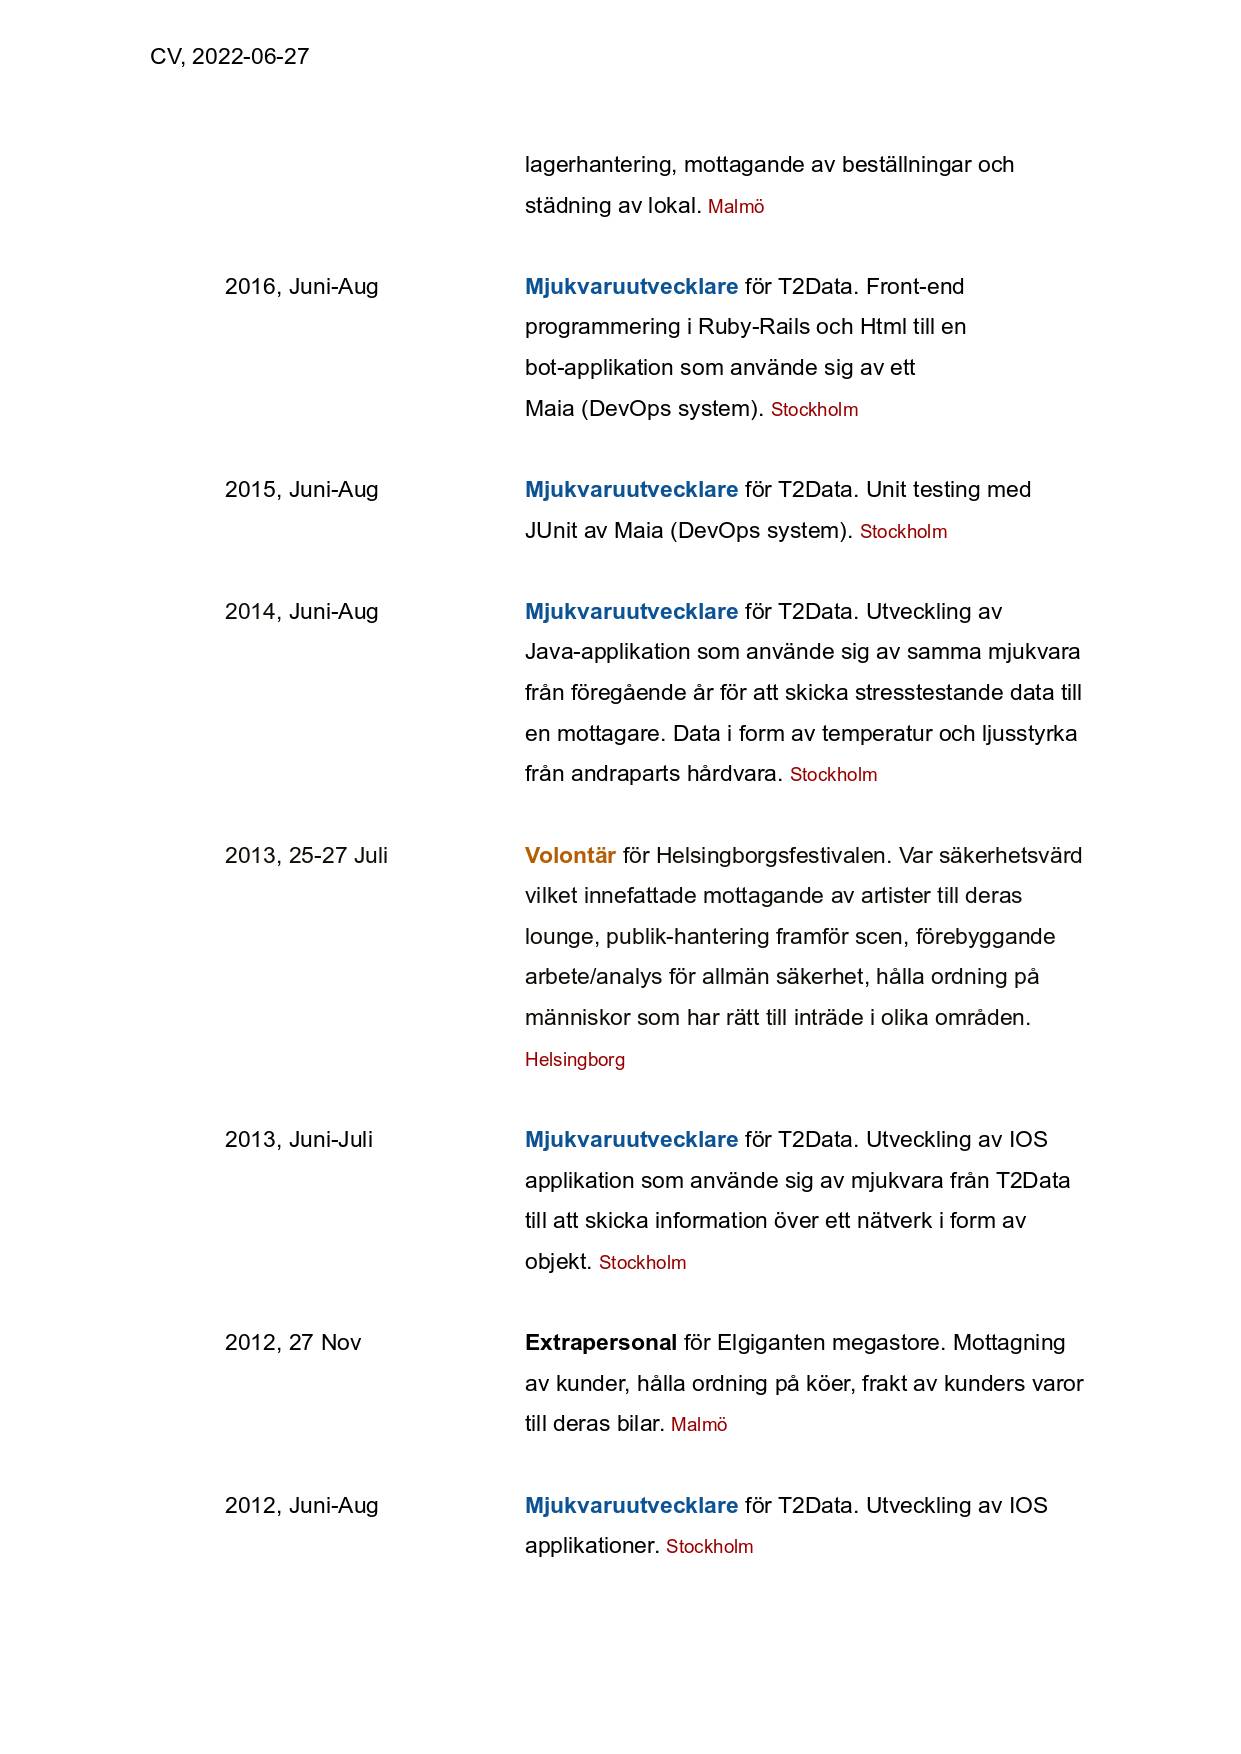 CV, 2022-06-27
lagerhantering, mottagande av beställningar och
städning av lokal. Malmö
2016, Juni-Aug Mjukvaruutvecklare för T2Data. Front-end
programmering i Ruby-Rails och Html till en
bot-applikation som använde sig av ett
Maia (DevOps system). Stockholm
2015, Juni-Aug Mjukvaruutvecklare för T2Data. Unit testing med
JUnit av Maia (DevOps system). Stockholm
2014, Juni-Aug Mjukvaruutvecklare för T2Data. Utveckling av
Java-applikation som använde sig av samma mjukvara
från föregående år för att skicka stresstestande data till
en mottagare. Data i form av temperatur och ljusstyrka
från andraparts hårdvara. Stockholm
2013, 25-27 Juli Volontär för Helsingborgsfestivalen. Var säkerhetsvärd
vilket innefattade mottagande av artister till deras
lounge, publik-hantering framför scen, förebyggande
arbete/analys för allmän säkerhet, hålla ordning på
människor som har rätt till inträde i olika områden.
Helsingborg
2013, Juni-Juli Mjukvaruutvecklare för T2Data. Utveckling av IOS
applikation som använde sig av mjukvara från T2Data
till att skicka information över ett nätverk i form av
objekt. Stockholm
2012, 27 Nov Extrapersonal för Elgiganten megastore. Mottagning
av kunder, hålla ordning på köer, frakt av kunders varor
till deras bilar. Malmö
2012, Juni-Aug Mjukvaruutvecklare för T2Data. Utveckling av IOS
applikationer. Stockholm